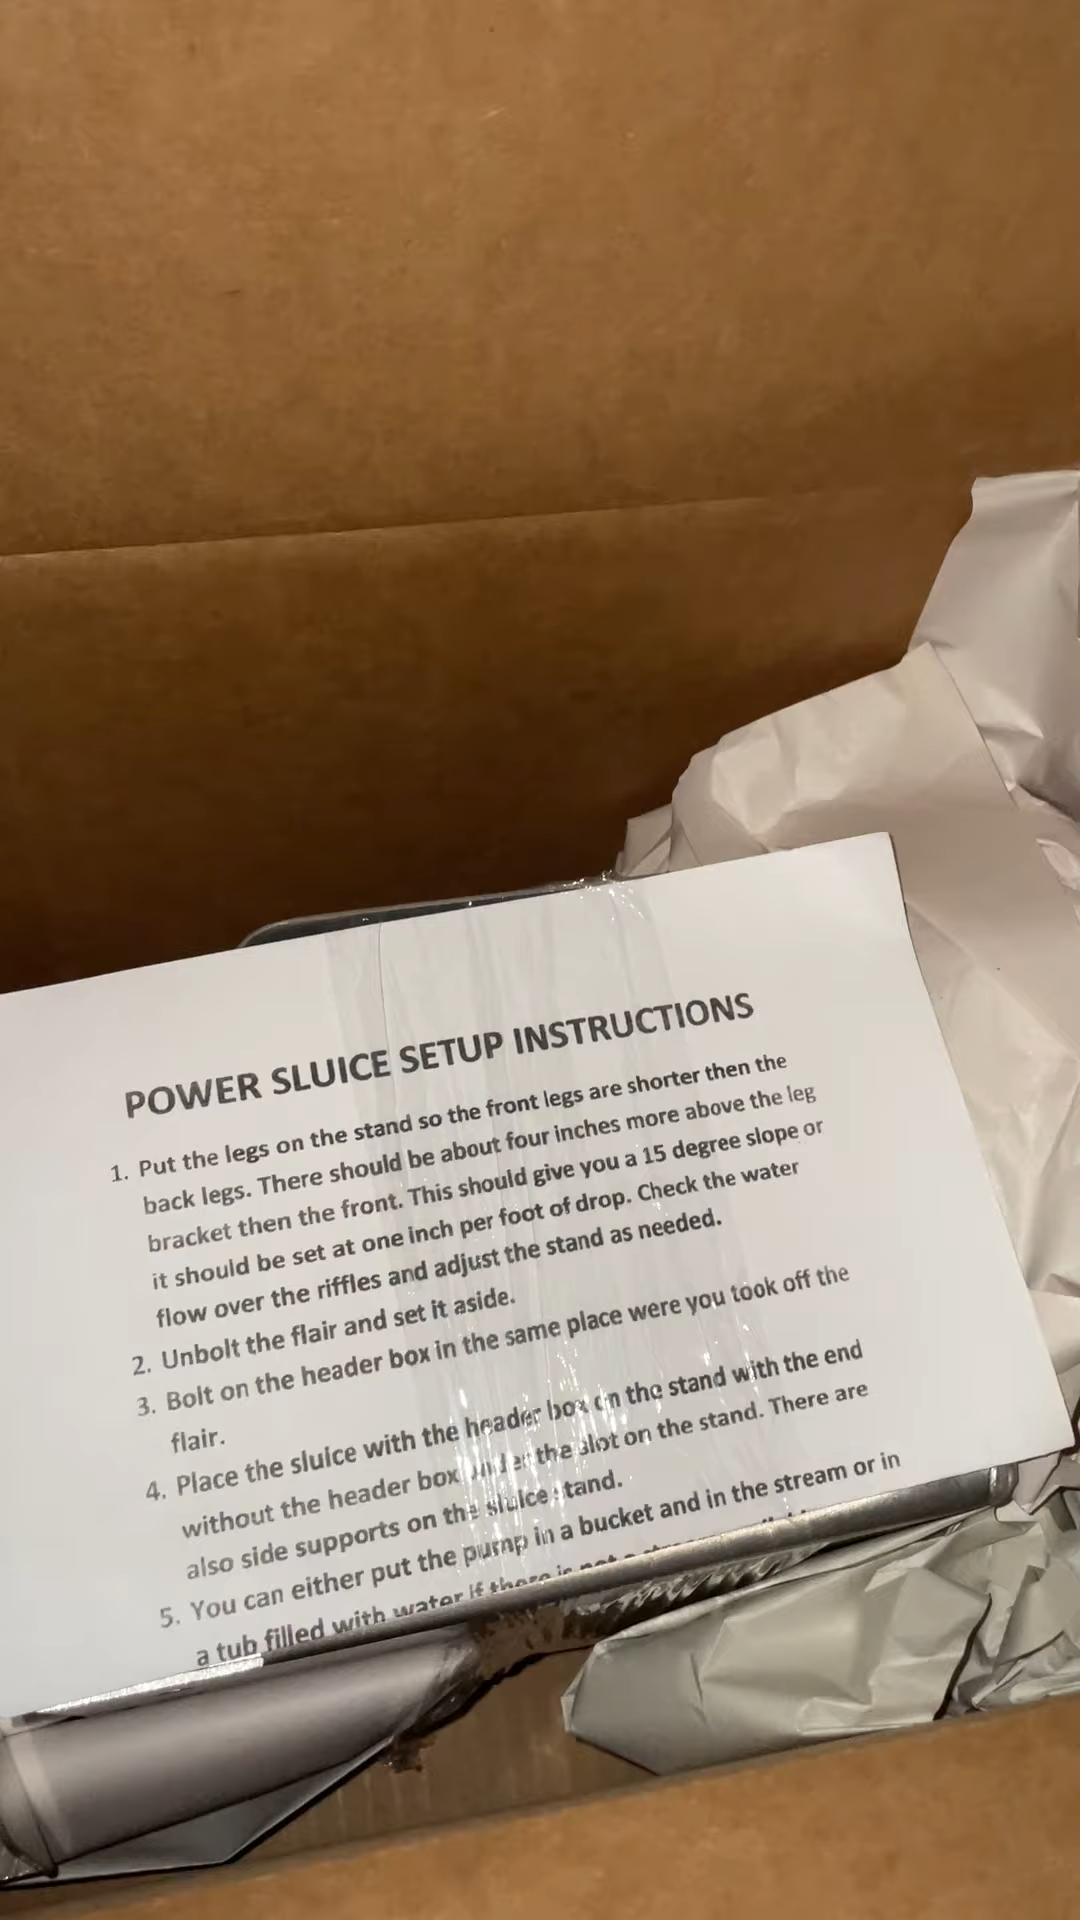 POWER SLUICE SETUP INSTRUCTIONS
1. Put the legs on the stand so the front legs are shorter then the
back legs. There should be about four inches more above the leg
bracket then the front. This should give you a 15 degree slope or
it should be set at one inch per foot of drop. Check the water
flow over the riffles and adjust the stand as needed.
2. Unbolt the flair and set it aside.
3. Bolt on the header box in the same place were you took off the
flair.
4. Place the sluice with the header box on the stand with the end
without the header box under the slot on the stand. There are
also side supports on the sluice stand.
5. You can either put the pump in a bucket and in the stream or in
a tub filled with water if there is not a